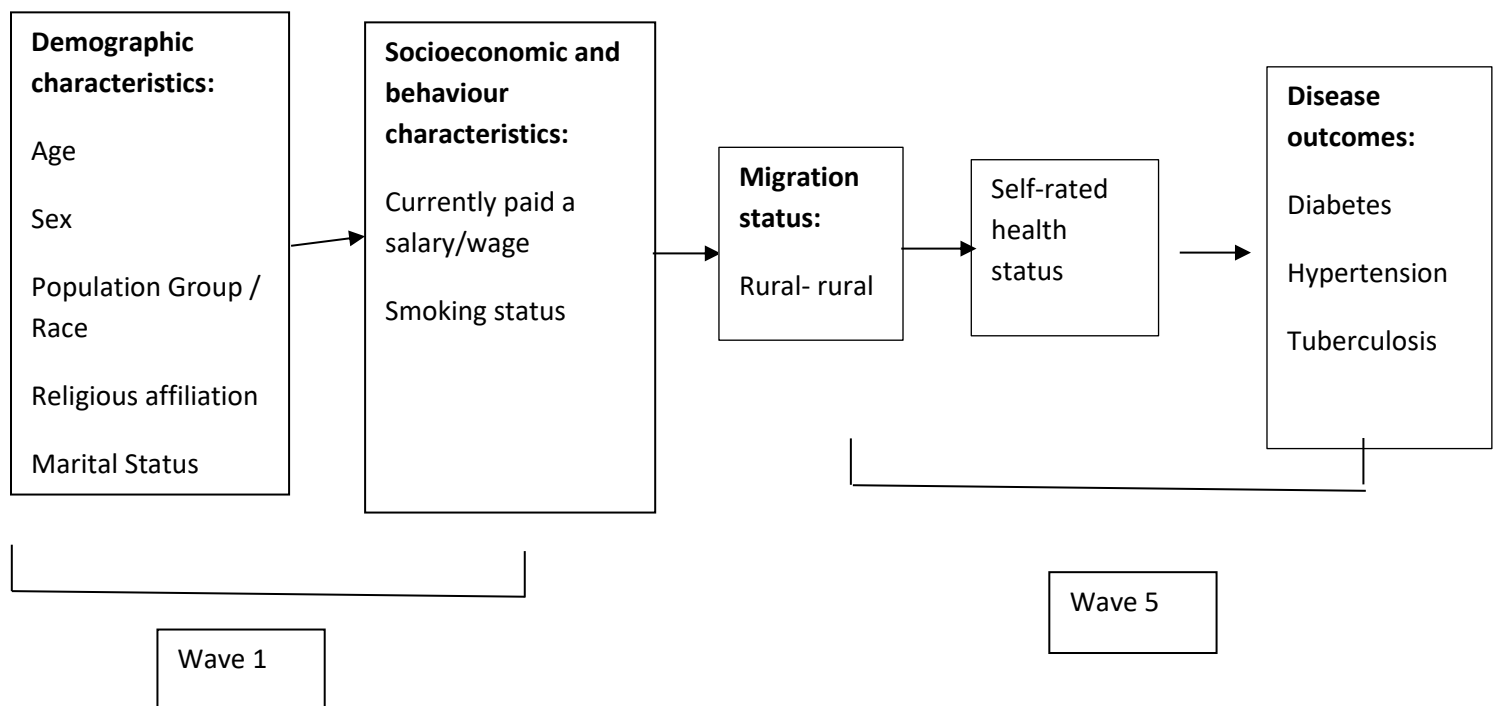 Demographic
characteristics:
Age
Sex
Population Group /
Race
Religious affiliation
Marital Status
Socioeconomic and
behaviour
characteristics:
Currently paid a
salary/wage
Smoking status
Migration
status:
Rural- rural
Self-rated
health
status
Disease
outcomes:
Diabetes
Hypertension
Tuberculosis
Wave 1
Wave 5